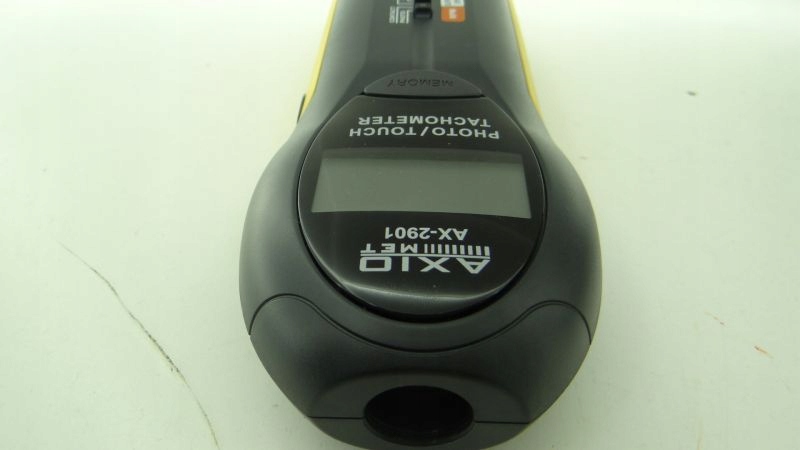 AXIO
MET
AX-2901
PHOTO/TOUCH
TACHOMETER
MEMORY